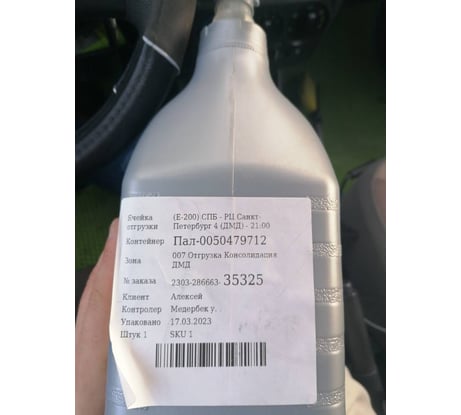 Ячейка отгрузки (E-200) СПБ - РЦ Санкт-
Петербург 4 (ДМД) - 21:00
Контейнер Пал-0050479712
Зона 007 Отгрузка Консолидация
ДМД
№ заказа 2303-286663- 35325
Клиент Алексей
Контролер Медербек у.
Упаковано 17.03.2023
Штук 1 SKU 1